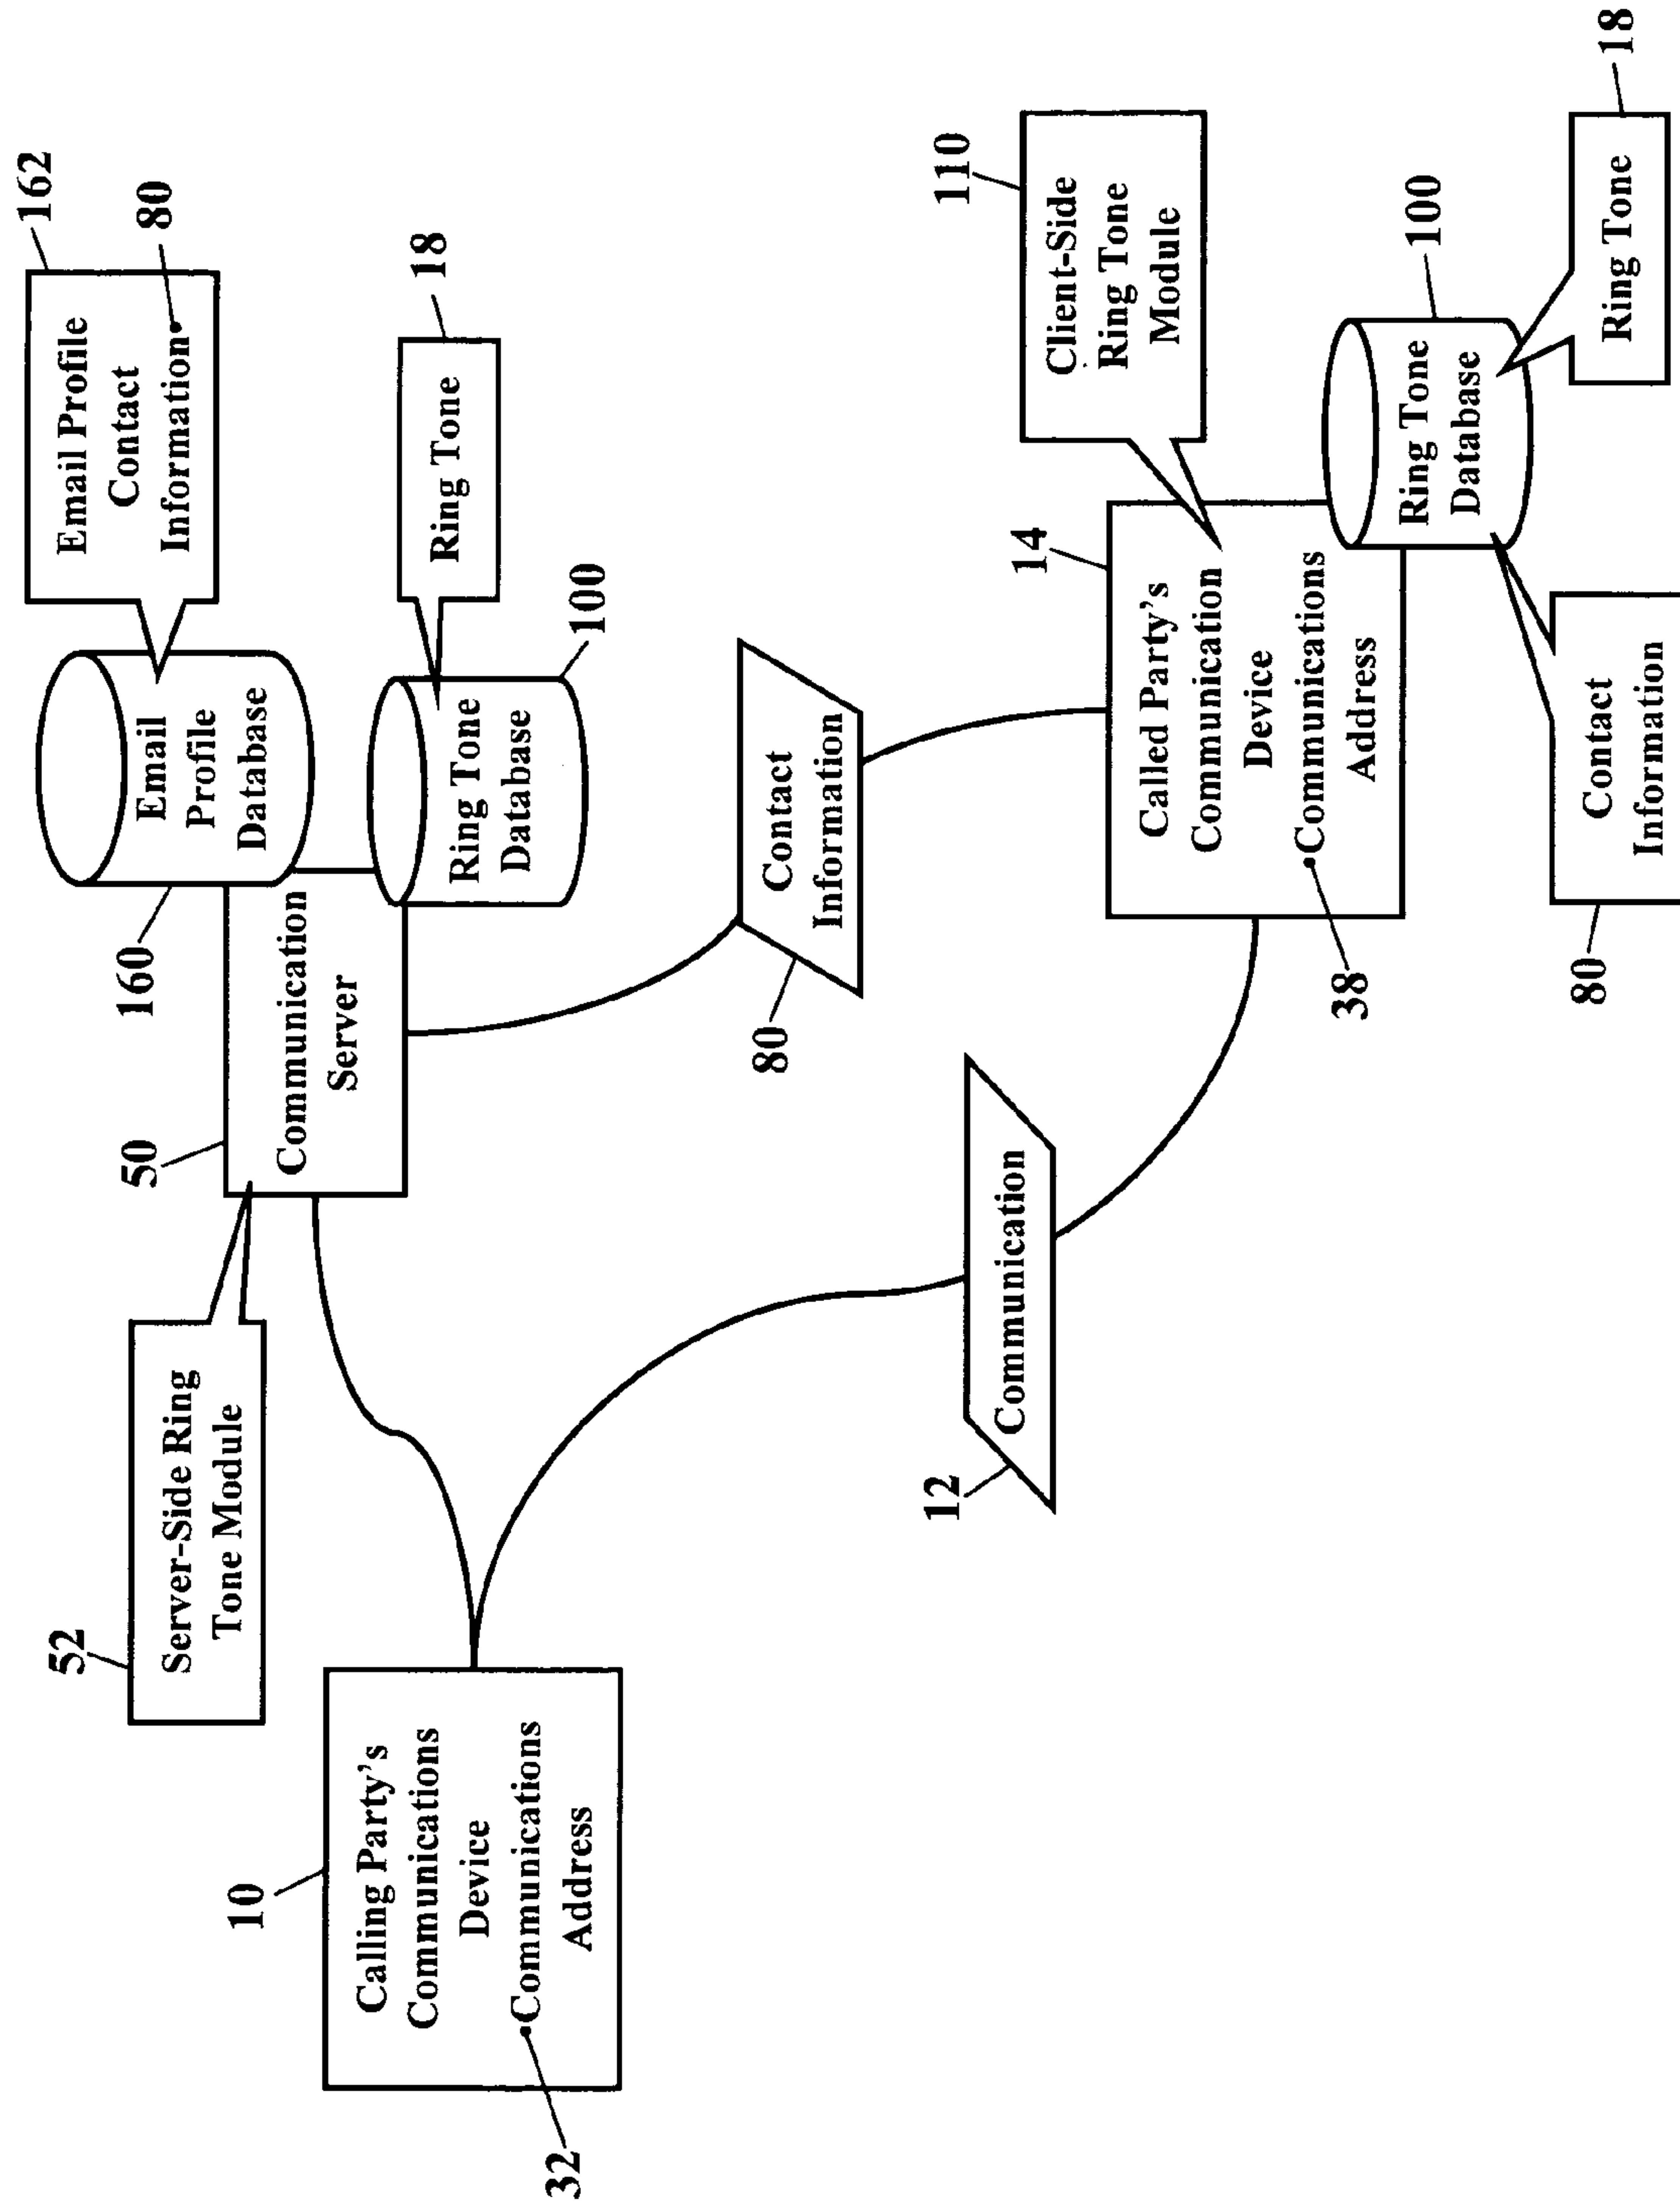 162
Email Profile
Contact
Information
80
160
Email
Profile
Database
18
Ring Tone
100
Ring Tone
Database
50
Communication
Server
52
Server-Side Ring
Tone Module
10
Calling Party's
Communications
Device
Communications
Address
32
80
Contact
Information
12
Communication
110
Client-Side
Ring Tone
Module
14
Called Party's
Communication
Device
Communications
Address
38
100
Ring Tone
Database
18
Ring Tone
80
Contact
Information